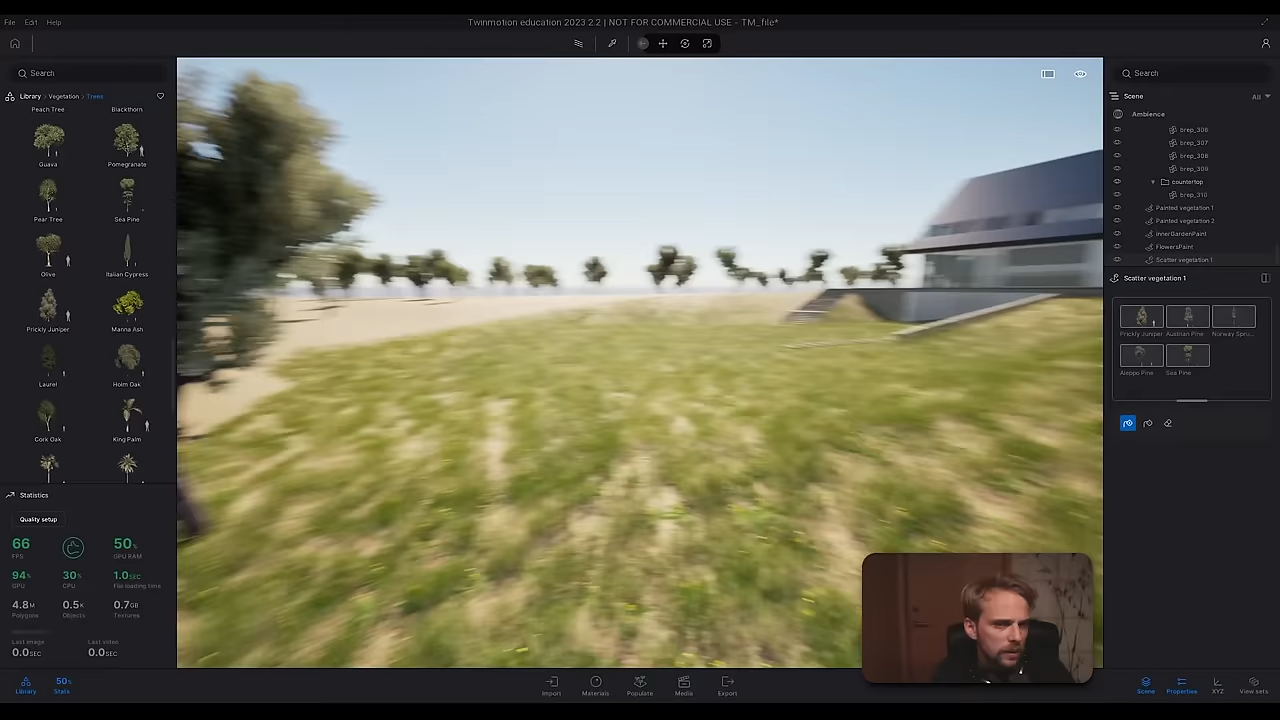 File Edit Help
Twinmotion education 2023 2.2 | NOT FOR COMMERCIAL USE - TM_file*
Search
Library > Vegetation > Trees
Peach Tree
Blackthorn
Guava
Pomegranate
Pear Tree
Sea Pine
Olive
Italian Cypress
Prickly Juniper
Manna Ash
Laurel
Holm Oak
Cork Oak
King Palm
Statistics
Quality setup
66
FPS
50%
GPU RAM
94%
GPU
30%
CPU
1.0SEC
File loading time
4.8M
Polygons
0.5K
Objects
0.7GB
Textures
Last image
0.0SEC
Last video
0.0SEC
Library
50%
Stats
Import
Materials
Populate
Media
Export
Search
Scene
All
Ambience
brep_306
brep_307
brep_308
brep_309
countertop
brep_310
Painted vegetation 1
Painted vegetation 2
InnerGardenPaint
FlowersPaint
Scatter vegetation 1
Scatter vegetation 1
Prickly Juniper
Austrian Pine
Norway Spru...
Aleppo Pine
Sea Pine
Scene
Properties
XYZ
View sets